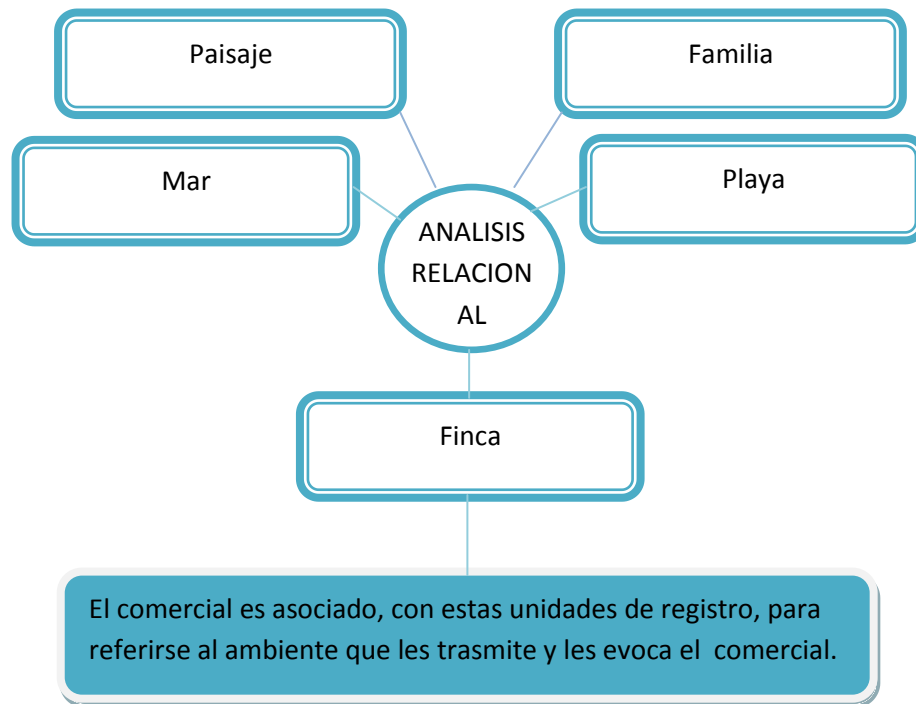 Paisaje
Familia
Mar
Playa
ANALISIS
RELACION
AL
Finca
El comercial es asociado, con estas unidades de registro, para
referirse al ambiente que les trasmite y les evoca el comercial.